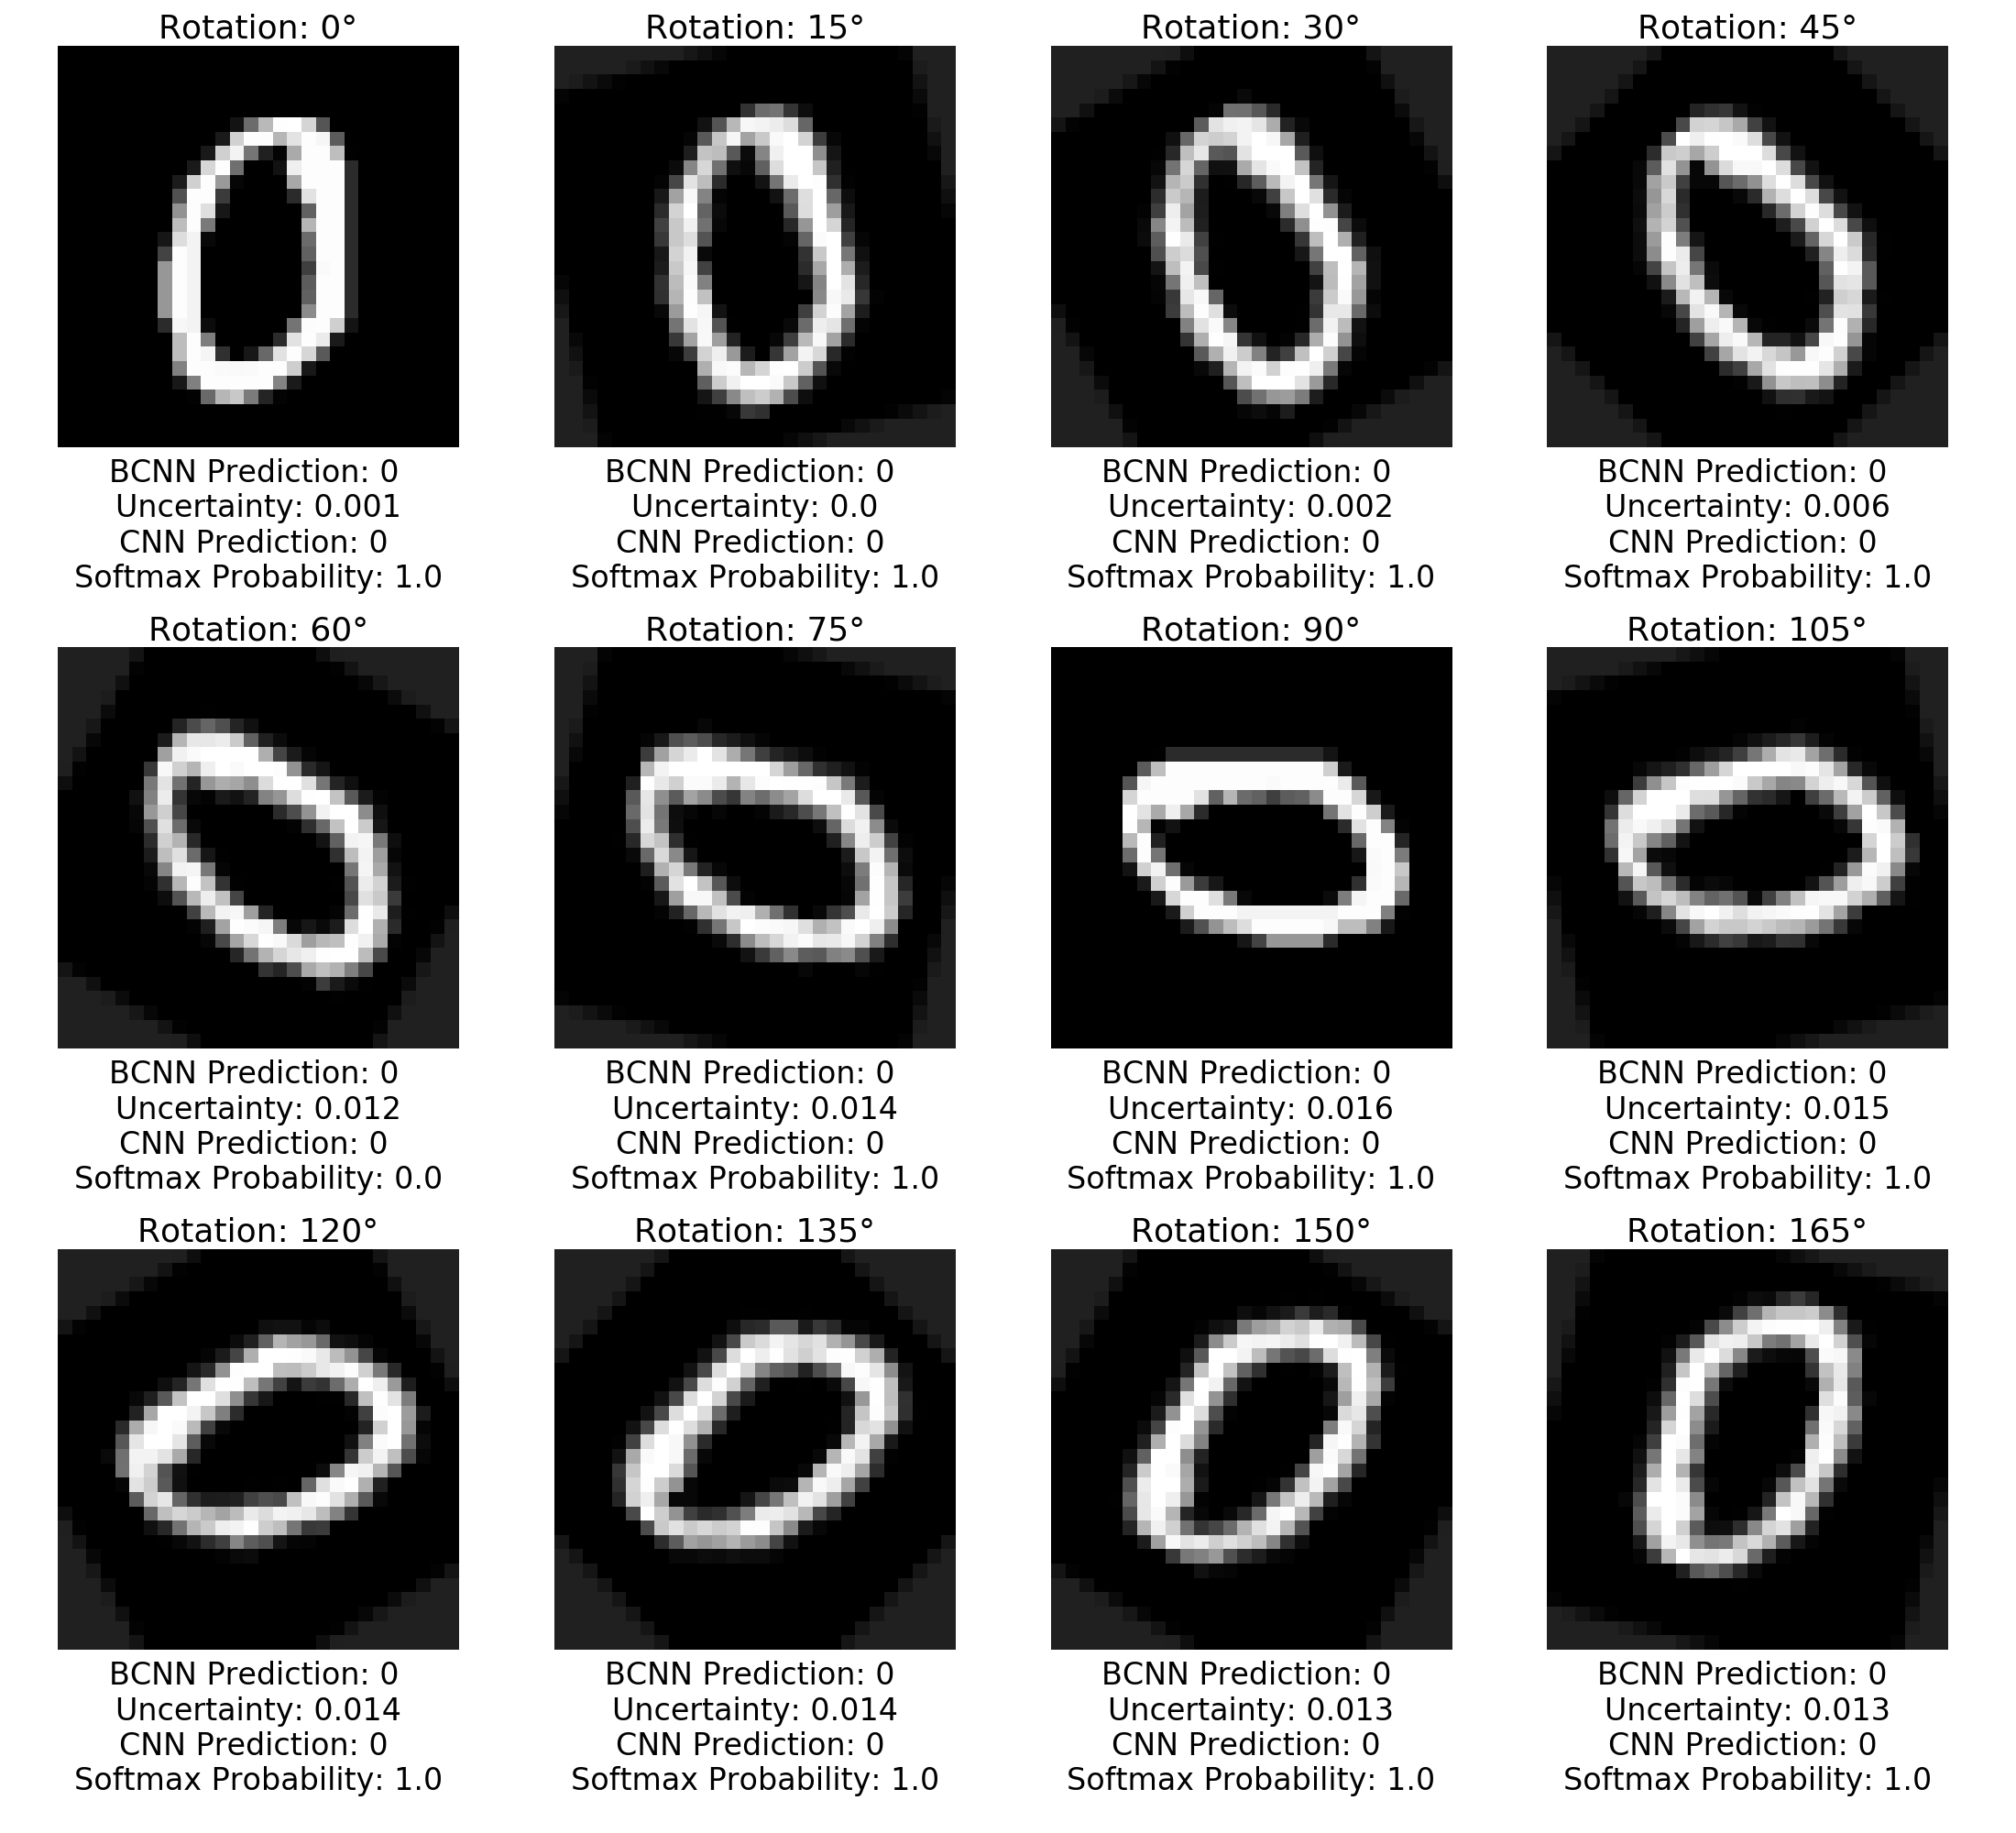 Rotation: 0°
BCNN Prediction: 0
Uncertainty: 0.001
CNN Prediction: 0
Softmax Probability: 1.0
Rotation: 15°
BCNN Prediction: 0
Uncertainty: 0.0
CNN Prediction: 0
Softmax Probability: 1.0
Rotation: 30°
BCNN Prediction: 0
Uncertainty: 0.002
CNN Prediction: 0
Softmax Probability: 1.0
Rotation: 45°
BCNN Prediction: 0
Uncertainty: 0.006
CNN Prediction: 0
Softmax Probability: 1.0
Rotation: 60°
BCNN Prediction: 0
Uncertainty: 0.012
CNN Prediction: 0
Softmax Probability: 0.0
Rotation: 75°
BCNN Prediction: 0
Uncertainty: 0.014
CNN Prediction: 0
Softmax Probability: 1.0
Rotation: 90°
BCNN Prediction: 0
Uncertainty: 0.016
CNN Prediction: 0
Softmax Probability: 1.0
Rotation: 105°
BCNN Prediction: 0
Uncertainty: 0.015
CNN Prediction: 0
Softmax Probability: 1.0
Rotation: 120°
BCNN Prediction: 0
Uncertainty: 0.014
CNN Prediction: 0
Softmax Probability: 1.0
Rotation: 135°
BCNN Prediction: 0
Uncertainty: 0.014
CNN Prediction: 0
Softmax Probability: 1.0
Rotation: 150°
BCNN Prediction: 0
Uncertainty: 0.013
CNN Prediction: 0
Softmax Probability: 1.0
Rotation: 165°
BCNN Prediction: 0
Uncertainty: 0.013
CNN Prediction: 0
Softmax Probability: 1.0